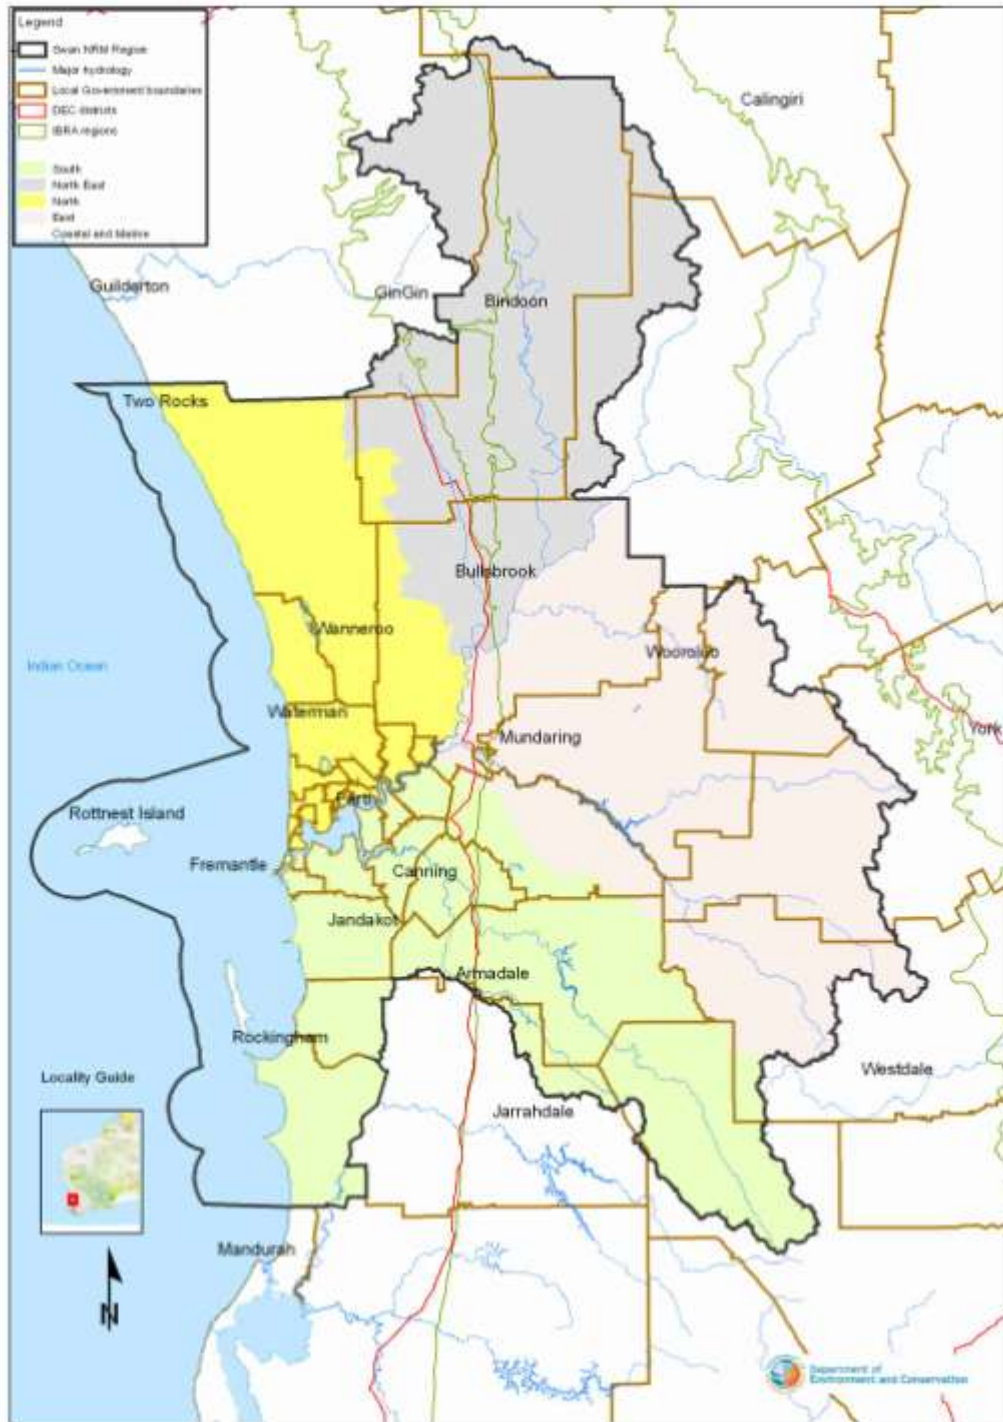 Legend
Swan NRM Region
Major hydrology
Local Government boundaries
DEC districts
IBRA regions
South
North East
North
East
Coastal and Marine
Calingiri
Guilderton
GinGin
Bindoon
Two Rocks
Bullsbrook
Wanneroo
Indian Ocean
Wooroloo
Waterman
York
Mundaring
Perth
Rottnest Island
Fremantle
Canning
Jandakot
Armadale
Rockingham
Westdale
Locality Guide
Jarrahdale
Mandurah
N
Department of
Environment and Conservation